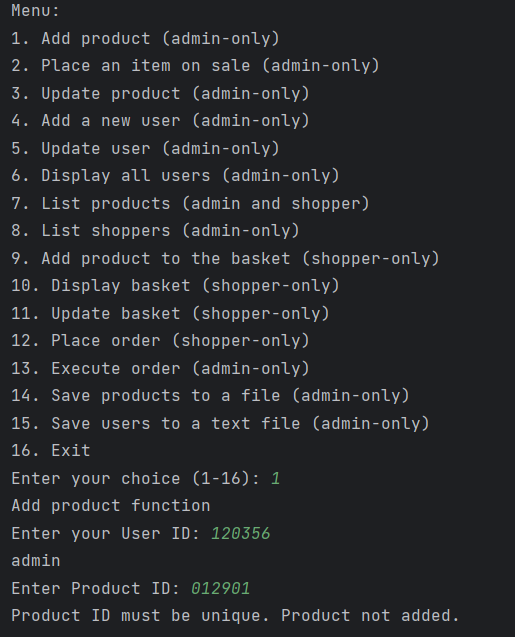 Menu:
1. Add product (admin-only)
2. Place an item on sale (admin-only)
3. Update product (admin-only)
4. Add a new user (admin-only)
5. Update user (admin-only)
6. Display all users (admin-only)
7. List products (admin and shopper)
8. List shoppers (admin-only)
9. Add product to the basket (shopper-only)
10. Display basket (shopper-only)
11. Update basket (shopper-only)
12. Place order (shopper-only)
13. Execute order (admin-only)
14. Save products to a file (admin-only)
15. Save users to a text file (admin-only)
16. Exit
Enter your choice (1-16): 1
Add product function
Enter your User ID: 120356
admin
Enter Product ID: 012901
Product ID must be unique. Product not added.